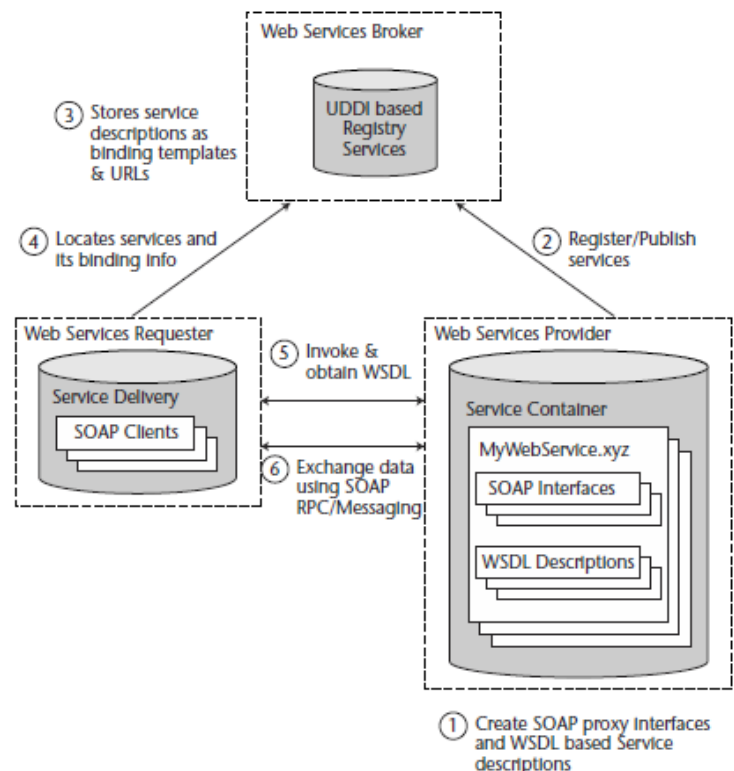 Web Services Broker
UDDI based
Registry
Services
3 Stores service
descriptions as
binding templates
& URLs
4 Locates services and
its binding info
2 Register/Publish
services
Web Services Requester
Service Delivery
SOAP Clients
5 Invoke &
obtain WSDL
6 Exchange data
using SOAP
RPC/Messaging
Web Services Provider
Service Container
MyWebService.xyz
SOAP Interfaces
WSDL Descriptions
1 Create SOAP proxy interfaces
and WSDL based Service
descriptions